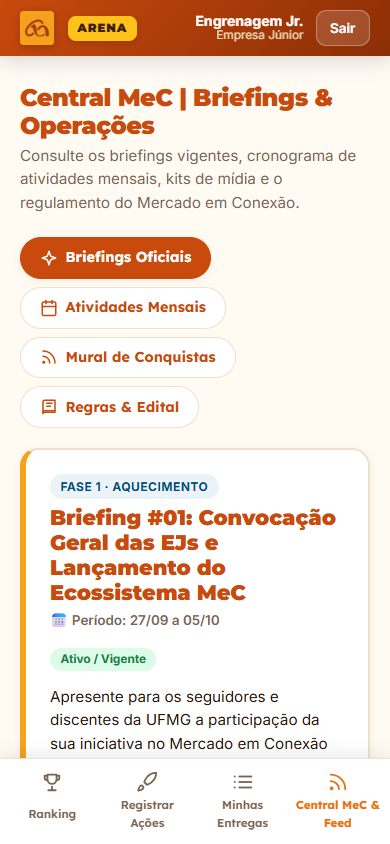 ARENA
Engrenagem Jr.
Empresa Júnior
Sair
Central MeC | Briefings &
Operações
Consulte os briefings vigentes, cronograma de
atividades mensais, kits de mídia e o
regulamento do Mercado em Conexão.
Briefings Oficiais
Atividades Mensais
Mural de Conquistas
Regras & Edital
FASE 1 · AQUECIMENTO
Briefing #01: Convocação
Geral das EJs e
Lançamento do
Ecossistema MeC
Período: 27/09 a 05/10
Ativo / Vigente
Apresente para os seguidores e
discentes da UFMG a participação da
sua iniciativa no Mercado em Conexão
Ranking
Registrar
Ações
Minhas
Entregas
Central MeC &
Feed